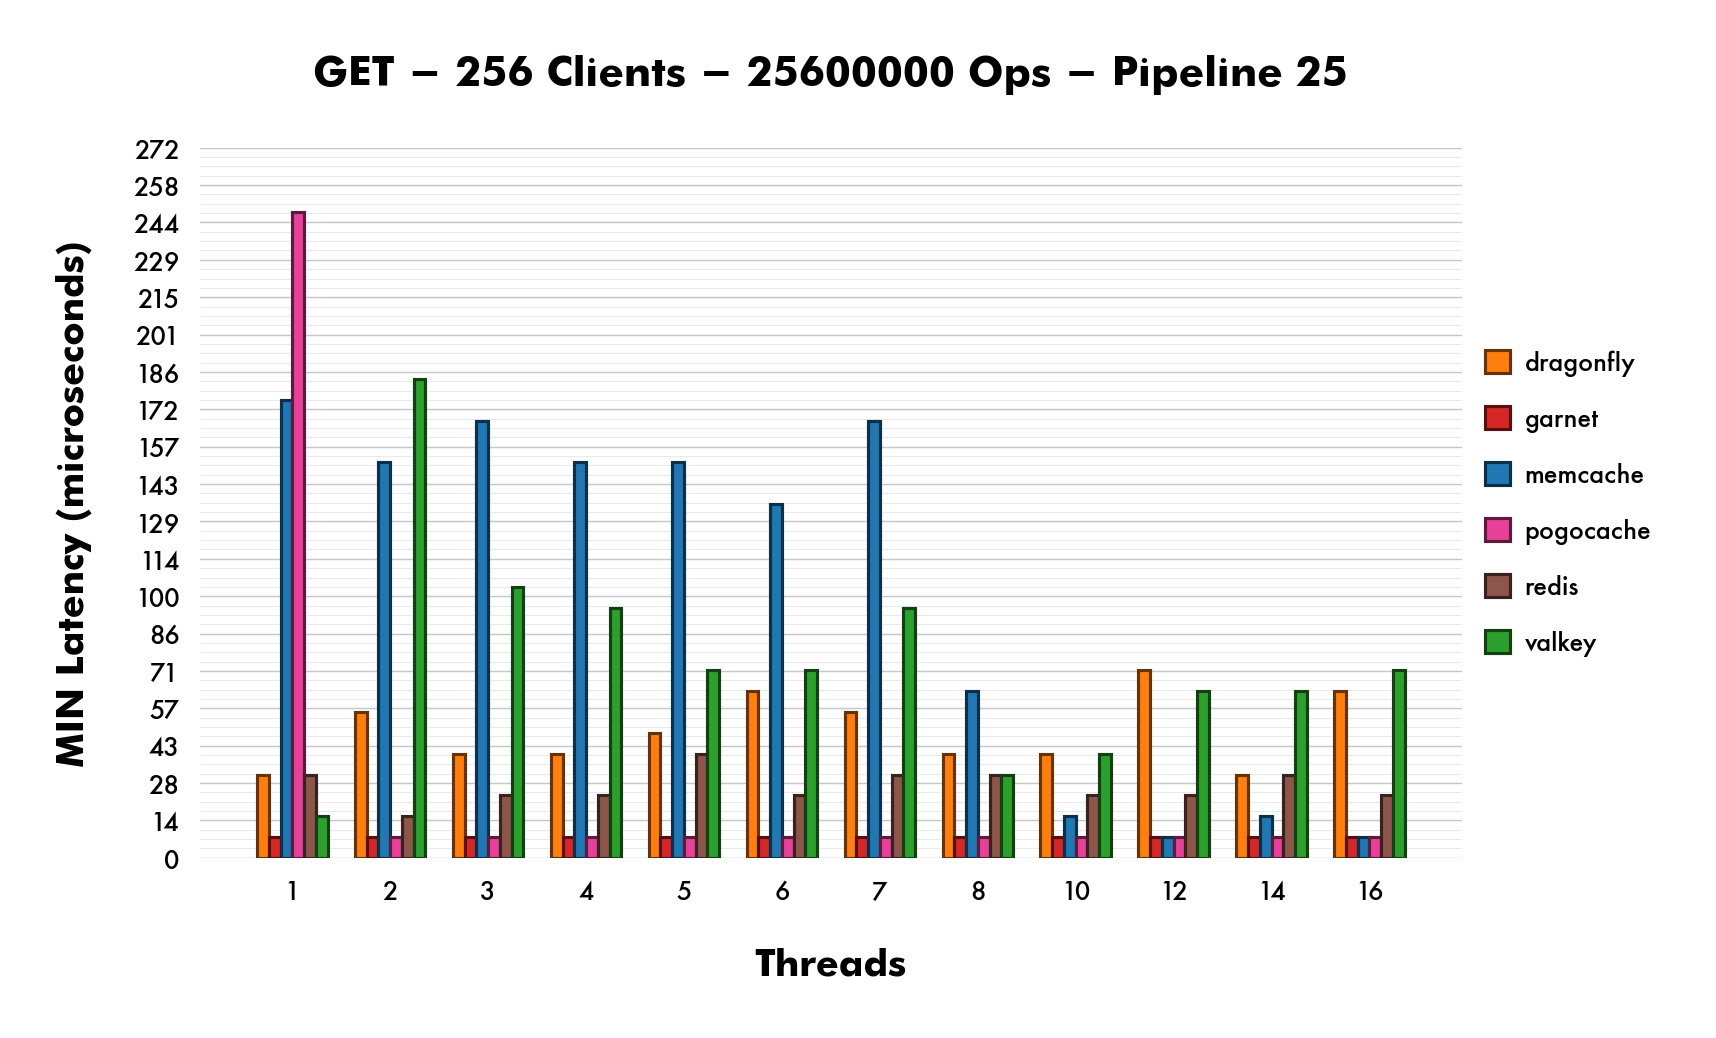 GET – 256 Clients – 25600000 Ops – Pipeline 25
MIN Latency (microseconds)
272
258
244
229
215
201
186
172
157
143
129
114
100
86
71
57
43
28
14
0
1 2 3 4 5 6 7 8 10 12 14 16
Threads
dragonfly
garnet
memcache
pogocache
redis
valkey